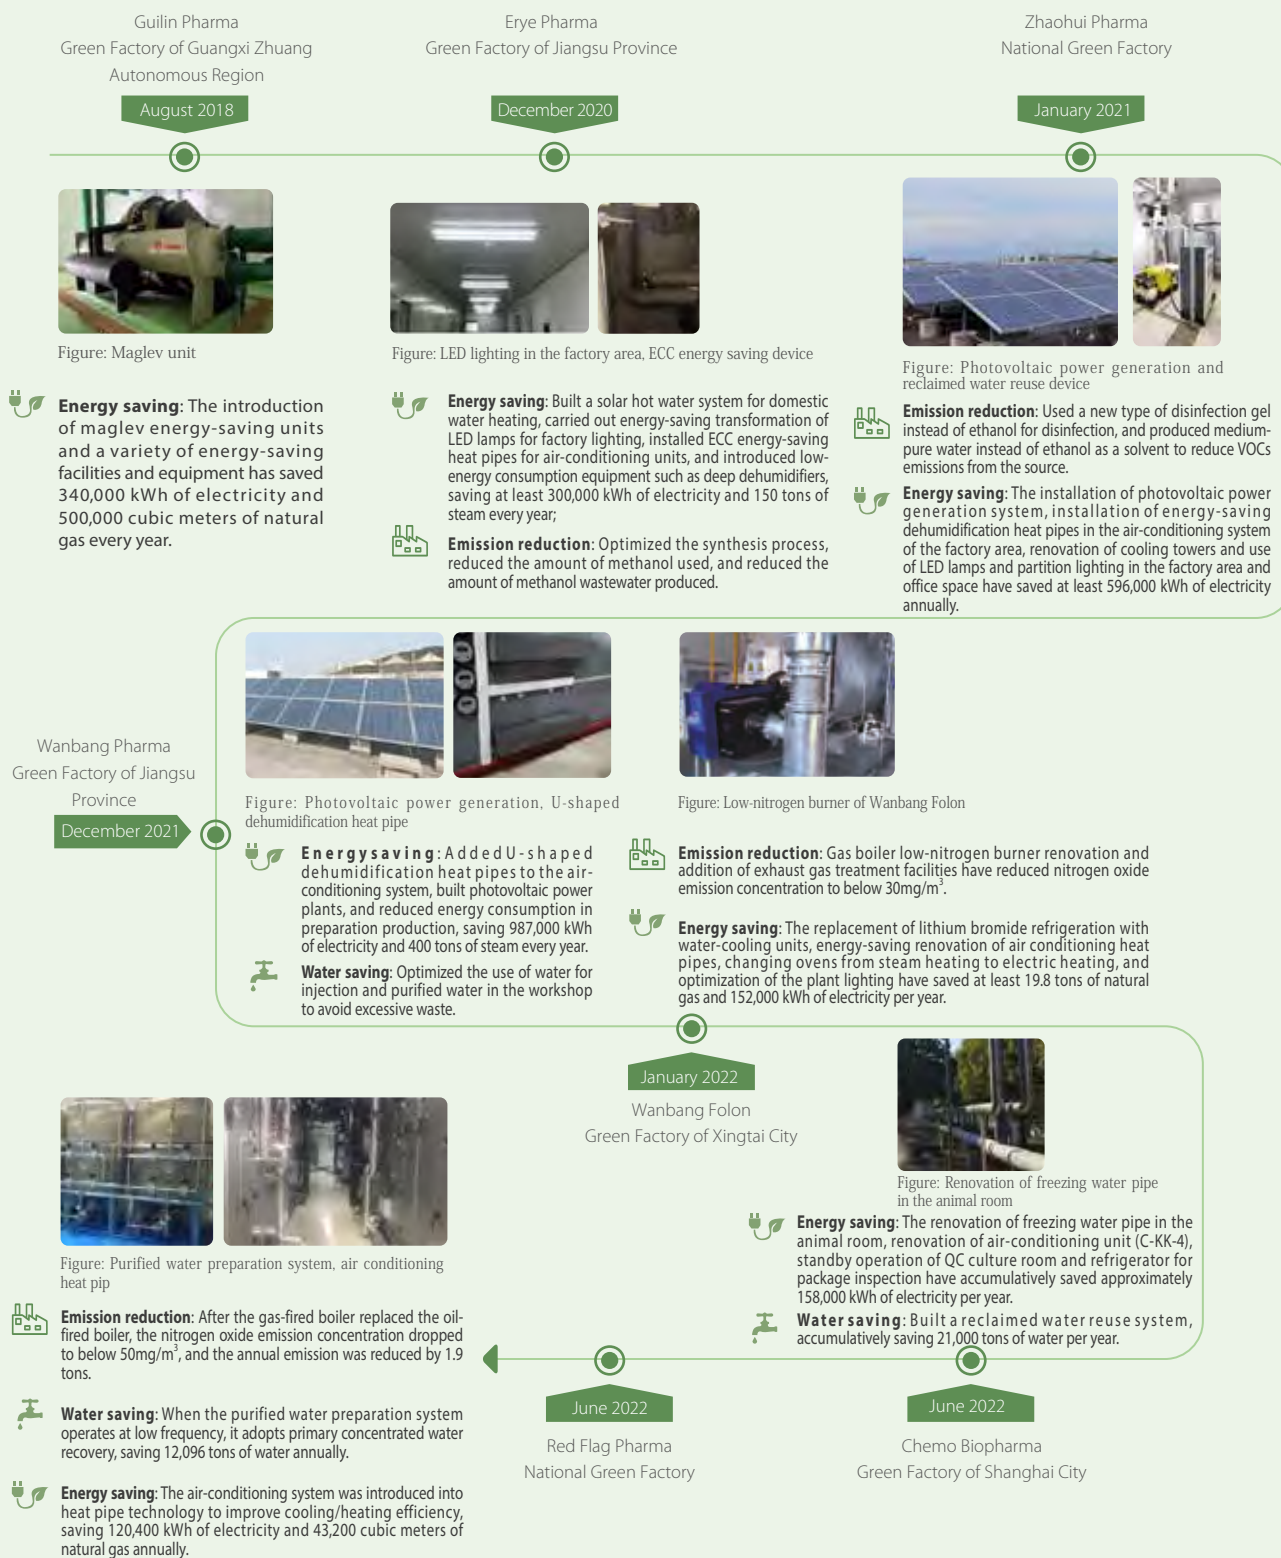 Guilin Pharma
Green Factory of Guangxi Zhuang
Autonomous Region
August 2018
Erye Pharma
Green Factory of Jiangsu Province
December 2020
Zhaohui Pharma
National Green Factory
January 2021
Figure: Maglev unit
Energy saving: The introduction
of maglev energy-saving units
and a variety of energy-saving
facilities and equipment has saved
340,000 kWh of electricity and
500,000 cubic meters of natural
gas every year.
Figure: LED lighting in the factory area, ECC energy saving device
Energy saving: Built a solar hot water system for domestic
water heating, carried out energy-saving transformation of
LED lamps for factory lighting, installed ECC energy-saving
heat pipes for air-conditioning units, and introduced low-
energy consumption equipment such as deep dehumidifiers,
saving at least 300,000 kWh of electricity and 150 tons of
steam every year;
Emission reduction: Optimized the synthesis process,
reduced the amount of methanol used, and reduced the
amount of methanol wastewater produced.
Figure: Photovoltaic power generation and
reclaimed water reuse device
Emission reduction: Used a new type of disinfection gel
instead of ethanol for disinfection, and produced medium-
pure water instead of ethanol as a solvent to reduce VOCs
emissions from the source.
Energy saving: The installation of photovoltaic power
generation system, installation of energy-saving
dehumidification heat pipes in the air-conditioning system
of the factory area, renovation of cooling towers and use
of LED lamps and partition lighting in the factory area and
office space have saved at least 596,000 kWh of electricity
annually.
Wanbang Pharma
Green Factory of Jiangsu
Province
December 2021
Figure: Photovoltaic power generation, U-shaped
dehumidification heat pipe
Energy saving: Added U-shaped
dehumidification heat pipes to the air-
conditioning system, built photovoltaic power
plants, and reduced energy consumption in
preparation production, saving 987,000 kWh
of electricity and 400 tons of steam every year.
Water saving: Optimized the use of water for
injection and purified water in the workshop
to avoid excessive waste.
Figure: Low-nitrogen burner of Wanbang Folon
Emission reduction: Gas boiler low-nitrogen burner renovation and
addition of exhaust gas treatment facilities have reduced nitrogen oxide
emission concentration to below 30mg/m³.
Energy saving: The replacement of lithium bromide refrigeration with
water-cooling units, energy-saving renovation of air conditioning heat
pipes, changing ovens from steam heating to electric heating, and
optimization of the plant lighting have saved at least 19.8 tons of natural
gas and 152,000 kWh of electricity per year.
January 2022
Wanbang Folon
Green Factory of Xingtai City
Figure: Renovation of freezing water pipe
in the animal room
Energy saving: The renovation of freezing water pipe in the
animal room, renovation of air-conditioning unit (C-KK-4),
standby operation of QC culture room and refrigerator for
package inspection have accumulatively saved approximately
158,000 kWh of electricity per year.
Water saving: Built a reclaimed water reuse system,
accumulatively saving 21,000 tons of water per year.
June 2022
Chemo Biopharma
Green Factory of Shanghai City
June 2022
Red Flag Pharma
National Green Factory
Figure: Purified water preparation system, air conditioning
heat pip
Emission reduction: After the gas-fired boiler replaced the oil-
fired boiler, the nitrogen oxide emission concentration dropped
to below 50mg/m³, and the annual emission was reduced by 1.9
tons.
Water saving: When the purified water preparation system
operates at low frequency, it adopts primary concentrated water
recovery, saving 12,096 tons of water annually.
Energy saving: The air-conditioning system was introduced into
heat pipe technology to improve cooling/heating efficiency,
saving 120,400 kWh of electricity and 43,200 cubic meters of
natural gas annually.